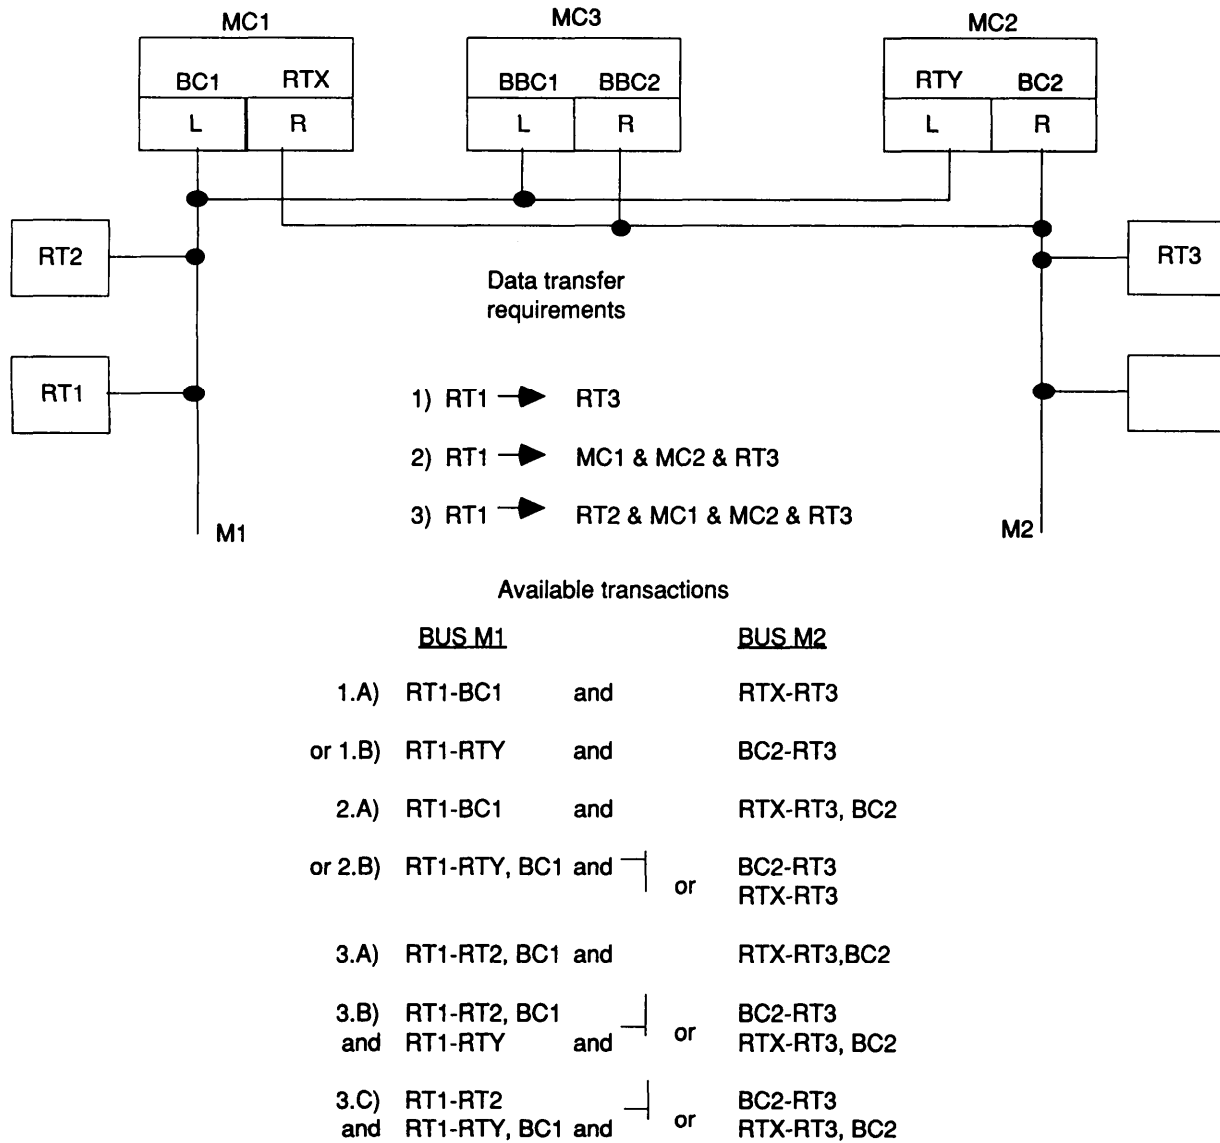 MC1 MC3 MC2
BC1 RTX BBC1 BBC2 RTY BC2
L R L R L R
RT2 RT3
Data transfer
requirements
RT1
1) RT1 → RT3
2) RT1 → MC1 & MC2 & RT3
3) RT1 → RT2 & MC1 & MC2 & RT3
M1 M2
Available transactions
BUS M1 BUS M2
1.A) RT1-BC1 and RTX-RT3
or 1.B) RT1-RTY and BC2-RT3
2.A) RT1-BC1 and RTX-RT3, BC2
or 2.B) RT1-RTY, BC1 and BC2-RT3
or RTX-RT3
3.A) RT1-RT2, BC1 and RTX-RT3,BC2
3.B) RT1-RT2, BC1 BC2-RT3
and RT1-RTY and or RTX-RT3, BC2
3.C) RT1-RT2 BC2-RT3
and RT1-RTY, BC1 and or RTX-RT3, BC2